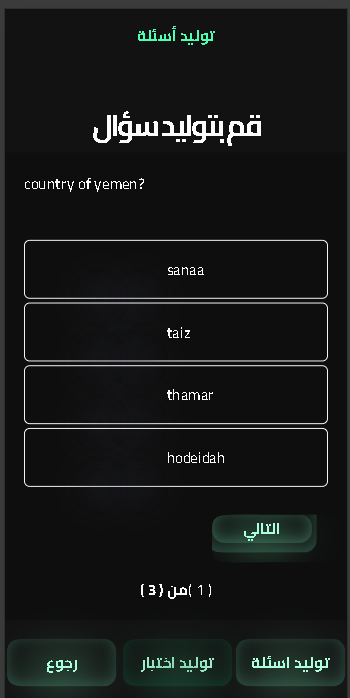 توليد أسئلة
قم بتوليد سؤال
country of yemen?
sanaa
taiz
thamar
hodeidah
التالي
( 1 )من ( 3 )
توليد اسئلة
توليد اختبار
رجوع